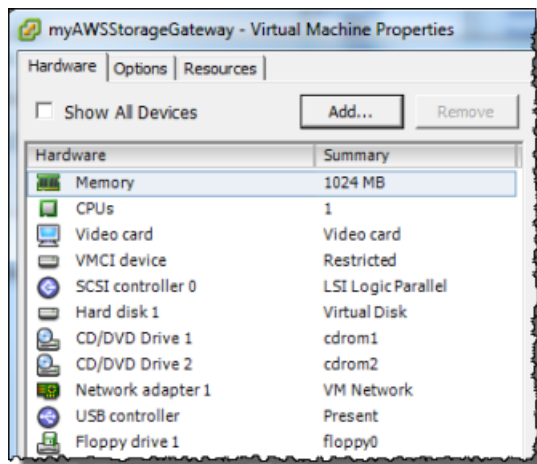 myAWSStorageGateway - Virtual Machine Properties
Hardware Options Resources
Show All Devices Add... Remove
Hardware Summary
Memory 1024 MB
CPUs 1
Video card Video card
VMCI device Restricted
SCSI controller 0 LSI Logic Parallel
Hard disk 1 Virtual Disk
CD/DVD Drive 1 cdrom1
CD/DVD Drive 2 cdrom2
Network adapter 1 VM Network
USB controller Present
Floppy drive 1 floppy0